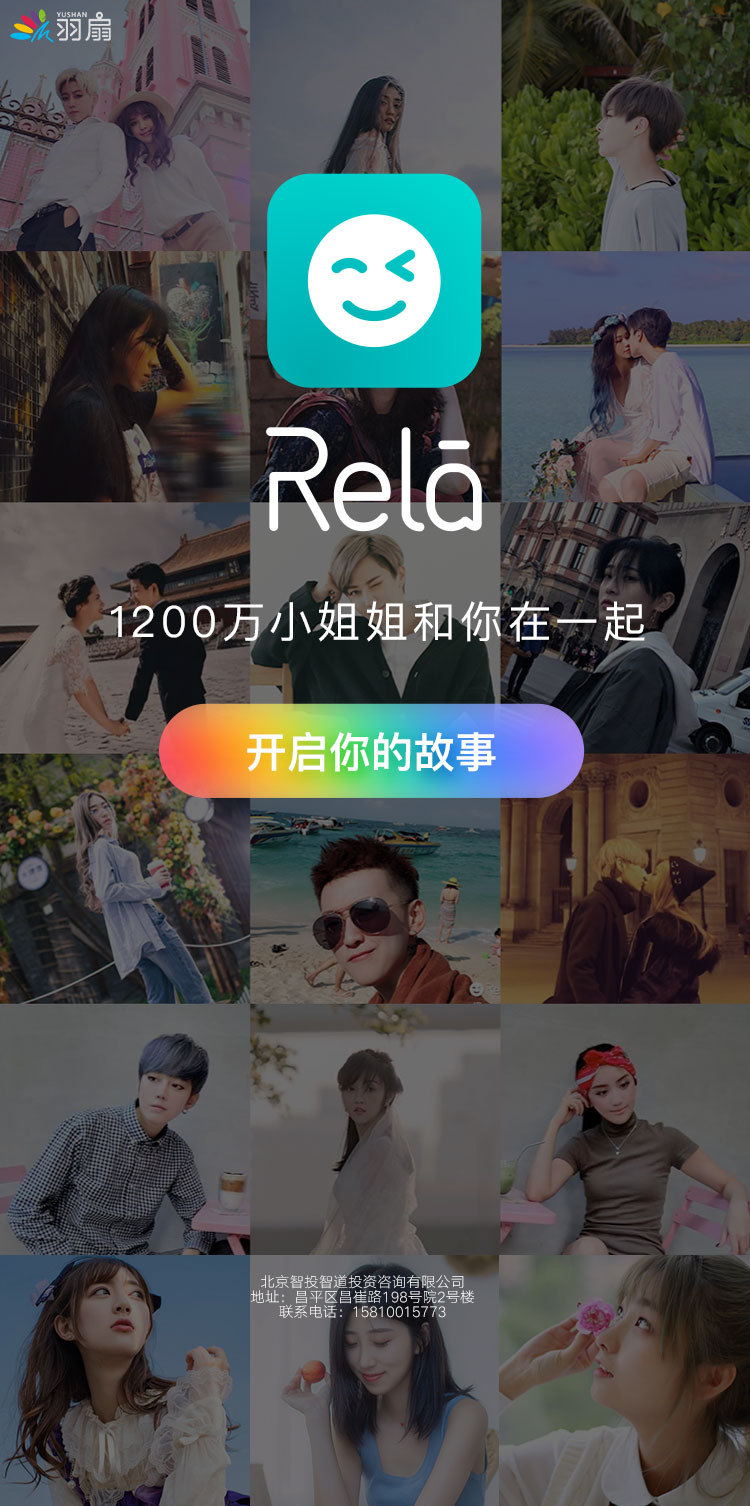 YUSHAN
羽扇
Relā
1200万小姐姐和你在一起
开启你的故事
北京智投智道投资咨询有限公司
地址：昌平区昌崔路198号院2号楼
联系电话：15810015773